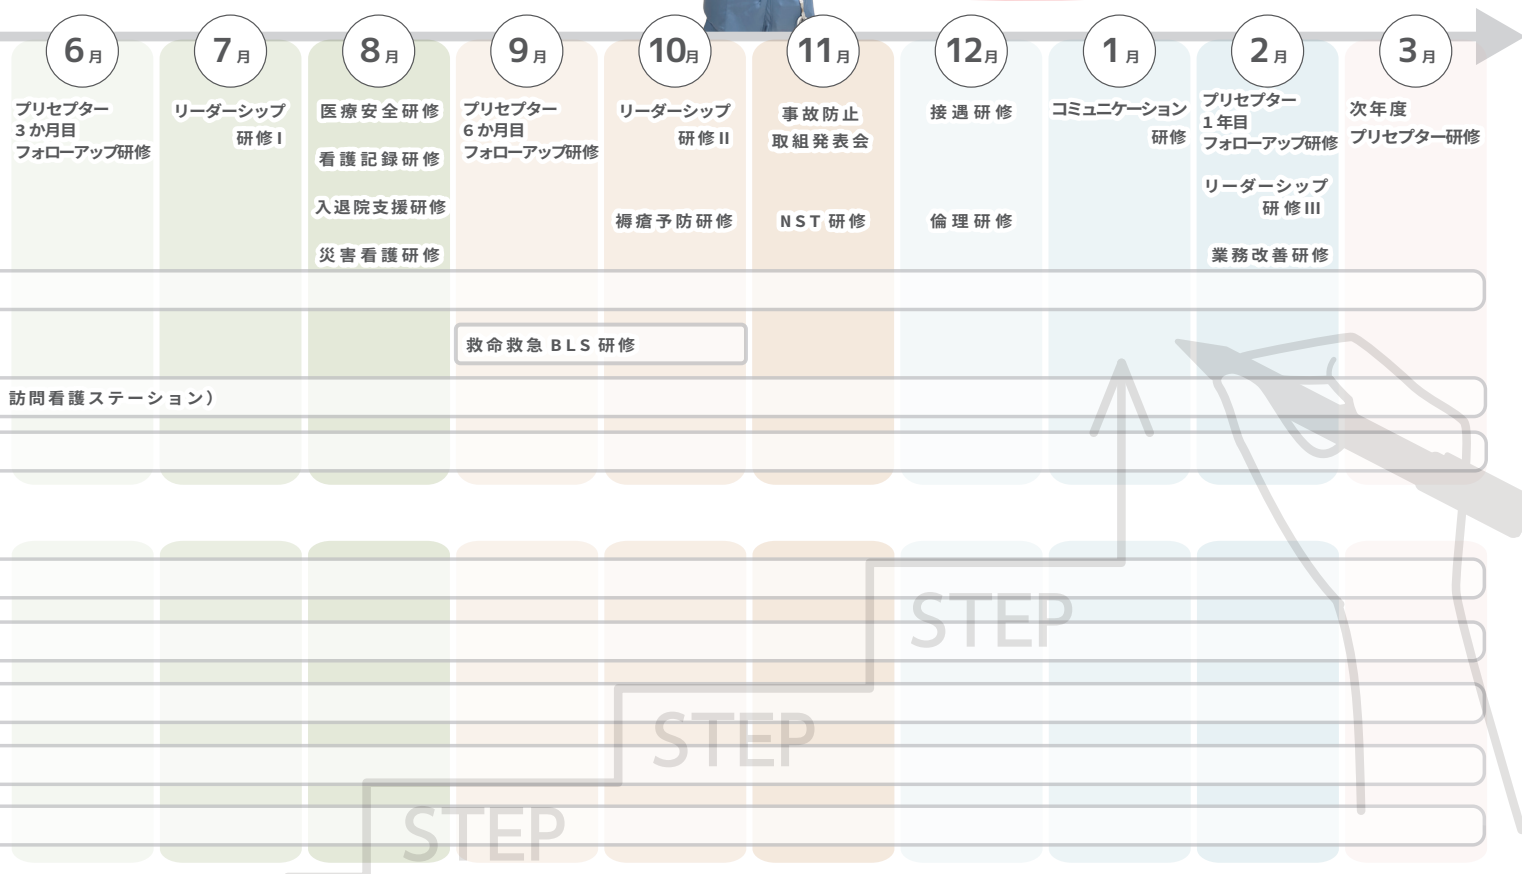 6月
7月
8月
9月
10月
11月
12月
1月
2月
3月
プリセプター
3か月目
フォローアップ研修
リーダーシップ
研修Ⅰ
医療安全研修
看護記録研修
入退院支援研修
災害看護研修
プリセプター
6か月目
フォローアップ研修
リーダーシップ
研修Ⅱ
褥瘡予防研修
事故防止
取組発表会
NST 研修
接遇研修
倫理研修
コミュニケーション
研修
プリセプター
1年目
フォローアップ研修
リーダーシップ
研修Ⅲ
業務改善研修
次年度
プリセプター研修
救命救急 BLS 研修
訪問看護ステーション）
STEP
STEP
STEP